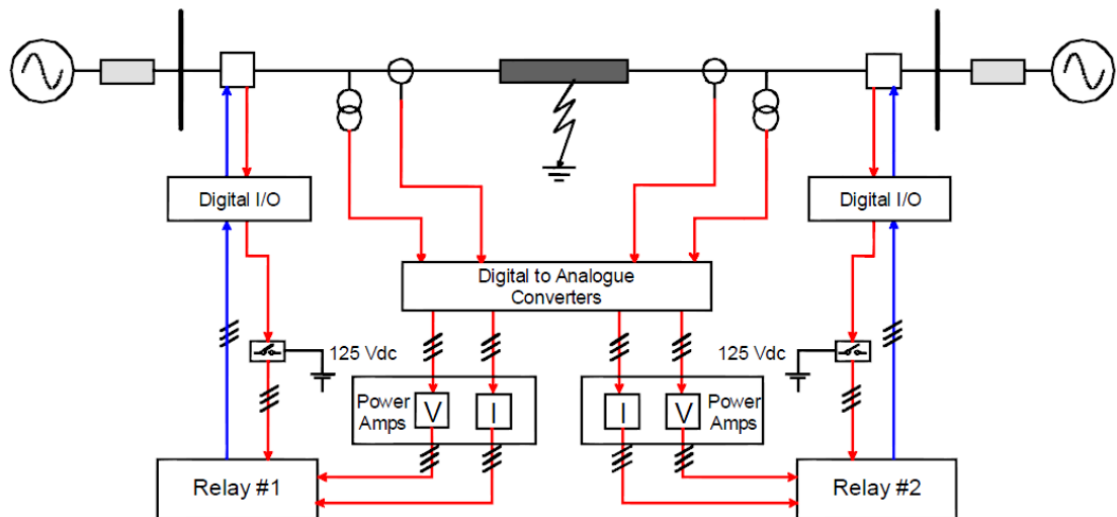 Digital I/O
Digital I/O
Digital to Analogue
Converters
125 Vdc
125 Vdc
Power
Amps
V
I
I
V
Power
Amps
Relay #1
Relay #2